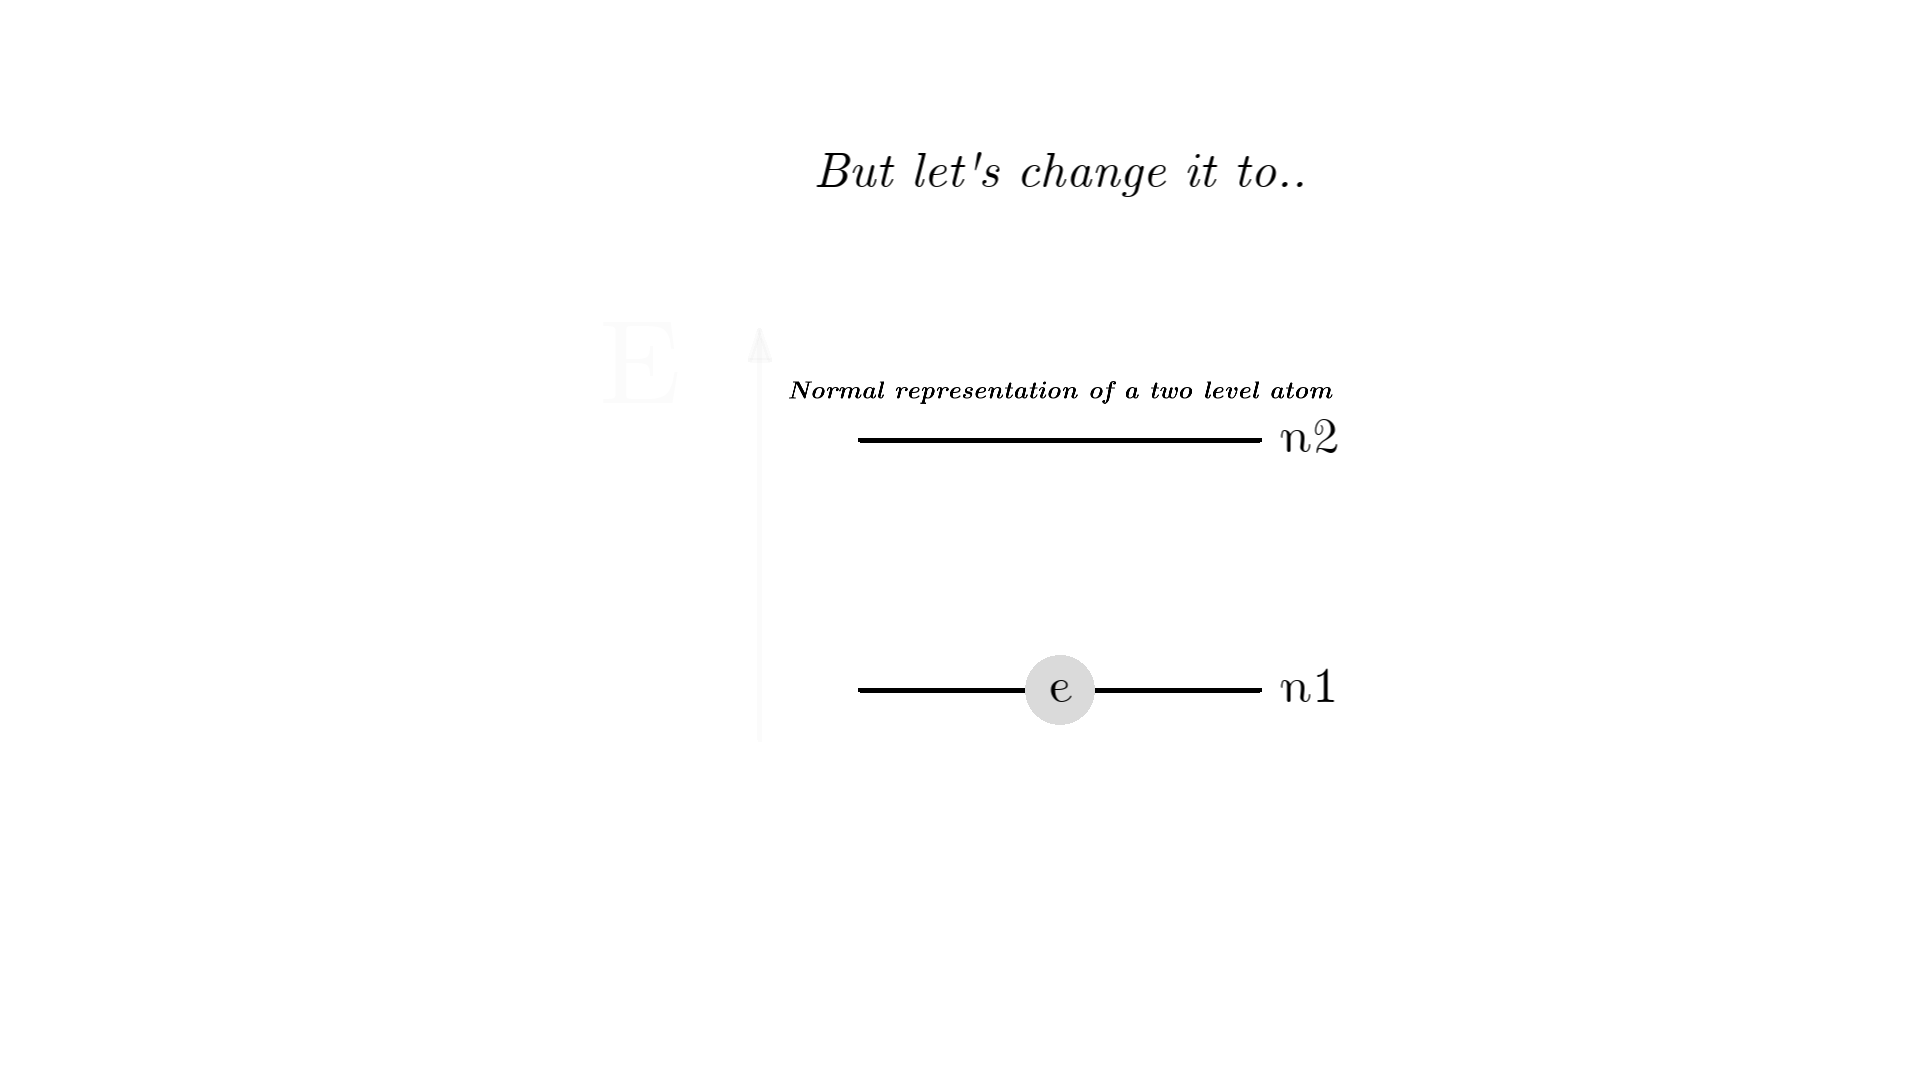 But let's change it to..
E
Normal representation of a two level atom
n2
e
n1